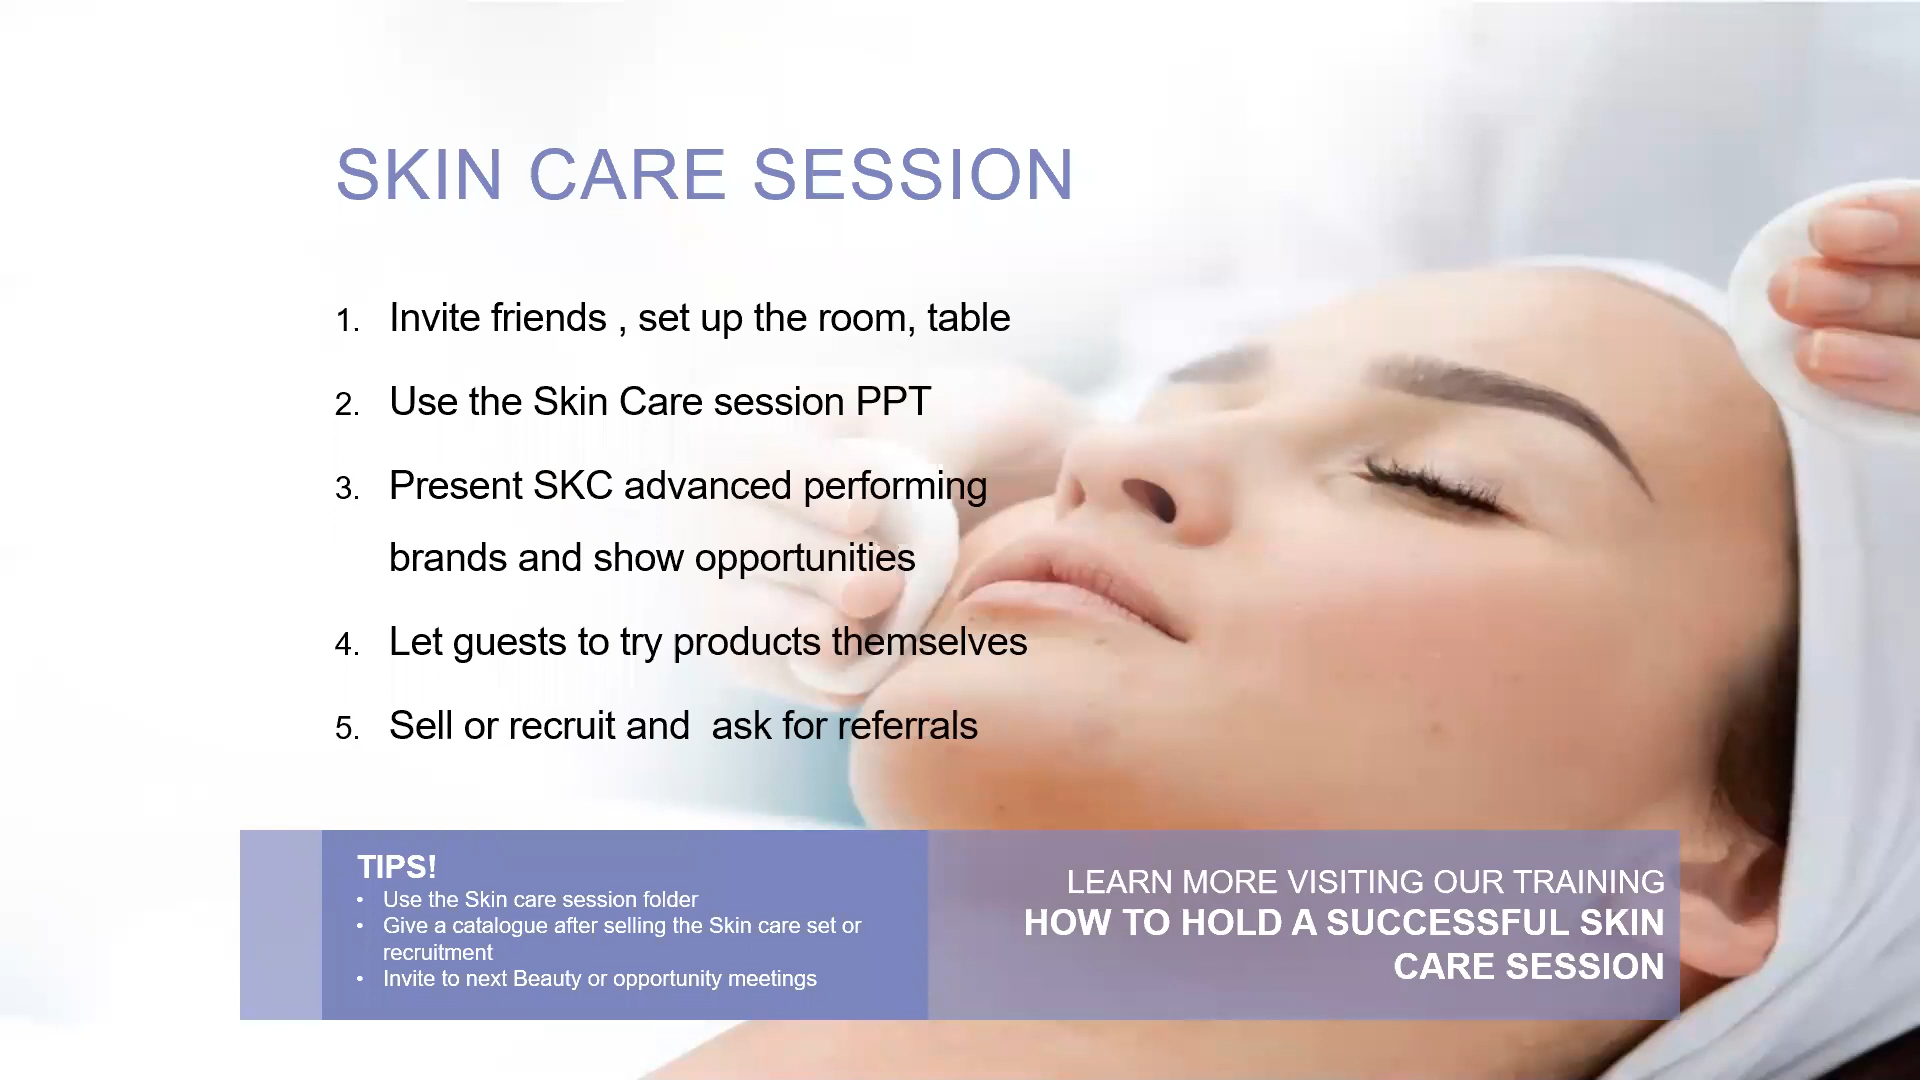 SKIN CARE SESSION
1. Invite friends , set up the room, table
2. Use the Skin Care session PPT
3. Present SKC advanced performing
brands and show opportunities
4. Let guests to try products themselves
5. Sell or recruit and  ask for referrals
TIPS!
• Use the Skin care session folder
• Give a catalogue after selling the Skin care set or
recruitment
• Invite to next Beauty or opportunity meetings
LEARN MORE VISITING OUR TRAINING
HOW TO HOLD A SUCCESSFUL SKIN
CARE SESSION